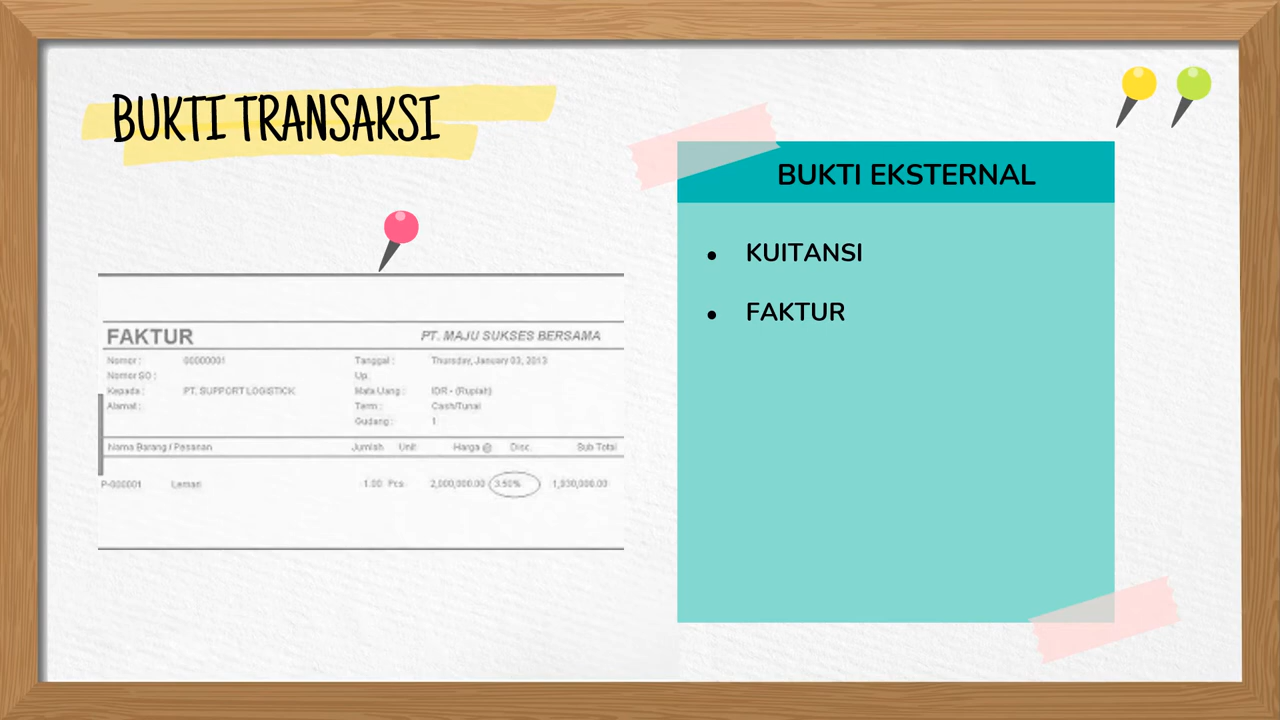 BUKTI TRANSAKSI
FAKTUR PT. MAJU SUKSES BERSAMA
Nomor : 00000001 Tanggal : Thursday, January 03, 2013
Nomor SO : Up.
Kepada : PT. SUPPORT LOGISTICK Mata Uang : IDR - (Rupiah)
Alamat : Term : Cash/Tunai
Gudang : 1
Nama Barang / Pesanan Jumlah Unit Harga @ Disc. Sub Total
P-000001 Lemari 1.00 Pcs 2,000,000.00 3.50% 1,930,000.00
BUKTI EKSTERNAL
• KUITANSI
• FAKTUR